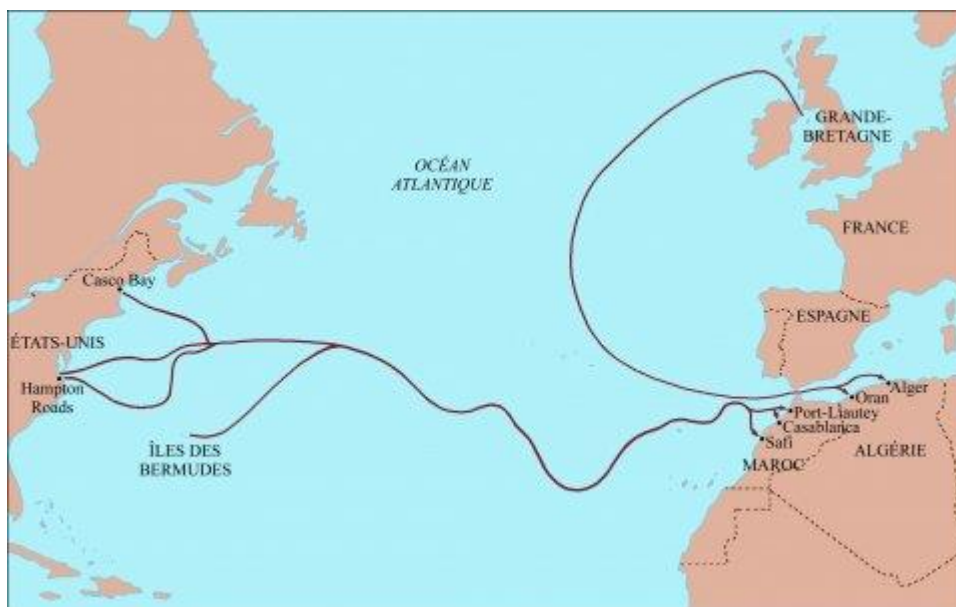 GRANDE-
BRETAGNE
OCÉAN
ATLANTIQUE
FRANCE
Casco Bay
ESPAGNE
ÉTATS-UNIS
Hampton
Roads
Alger
Oran
Port-Liautey
Casablanca
Safi
ÎLES DES
BERMUDES
MAROC
ALGÉRIE